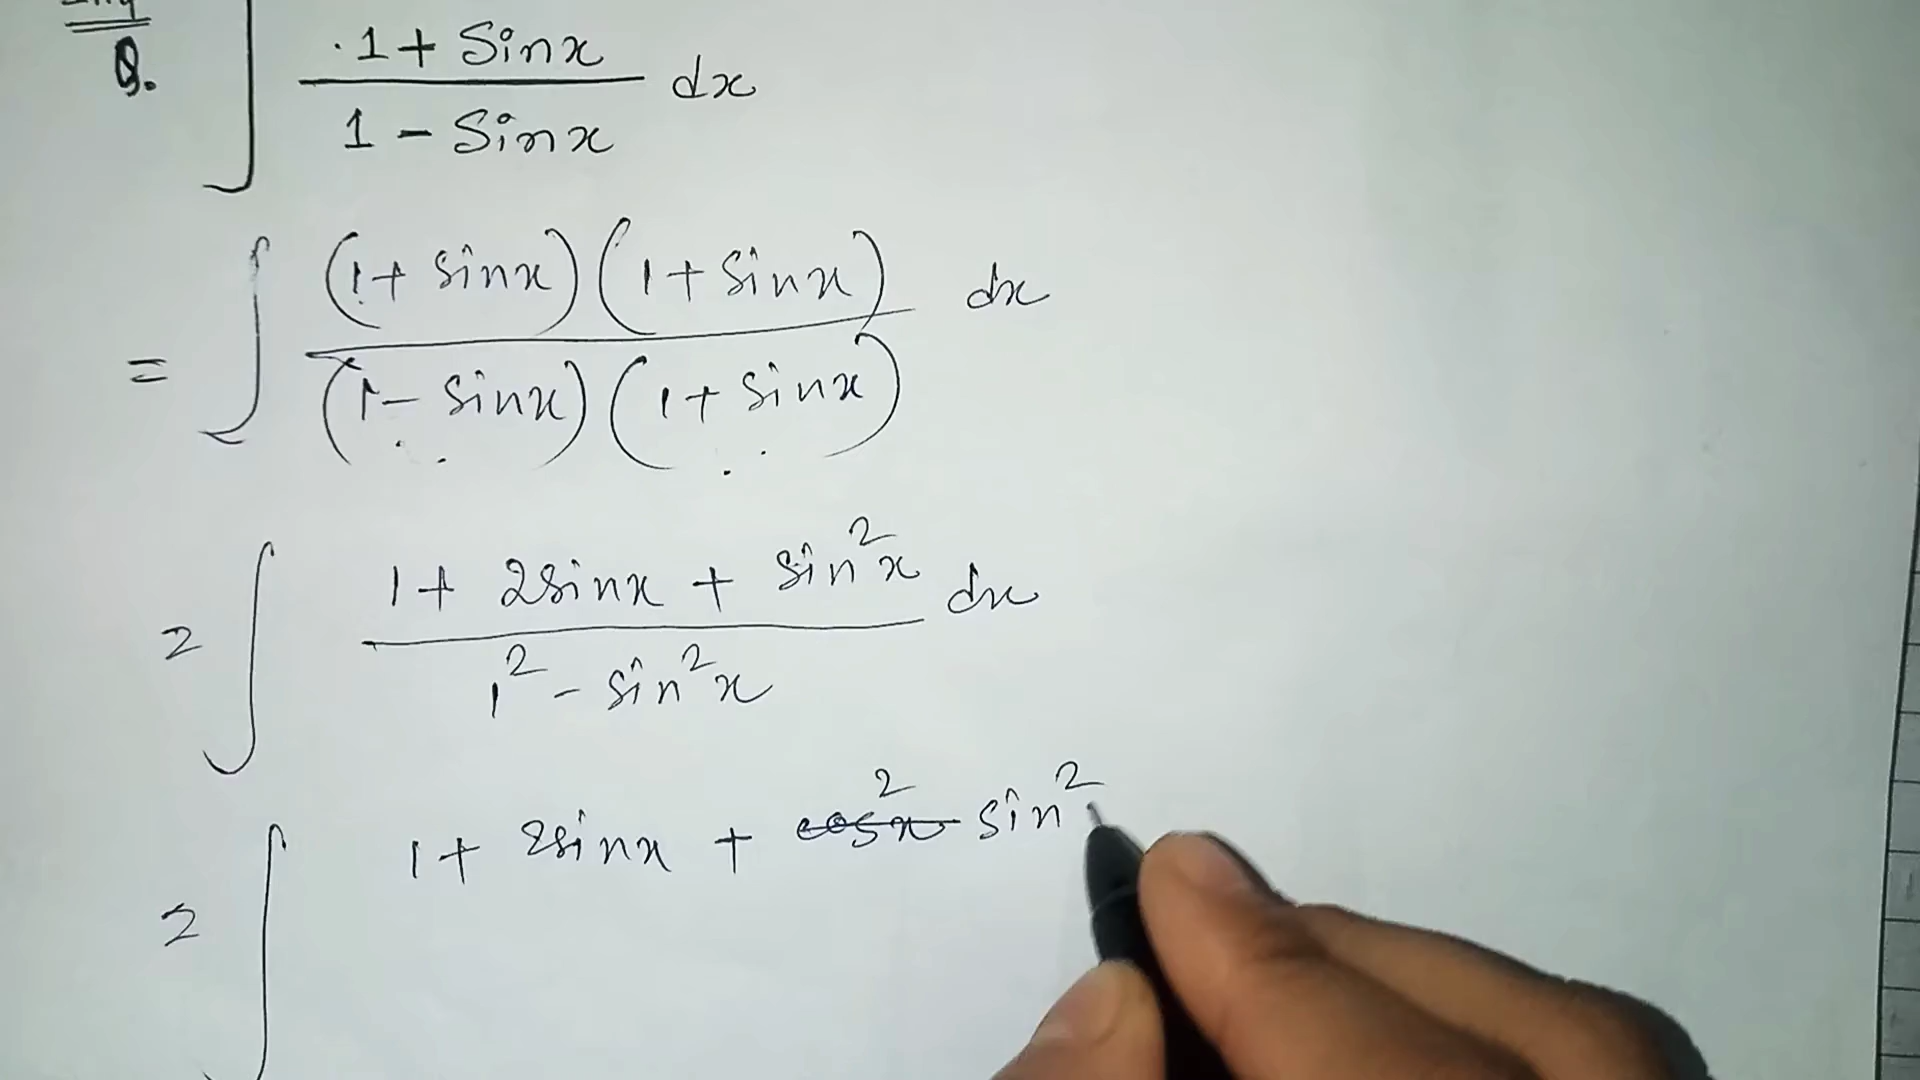 Q. ∫ 1 + Sinx / 1 - Sinx dx
= ∫ (1 + sinx)(1 + sinx) / (1 - sinx)(1 + sinx) dx
= ∫ 1 + 2sinx + sin²x / 1² - sin²x dx
= ∫ 1 + 2sinx + ~~cos²x~~ sin²